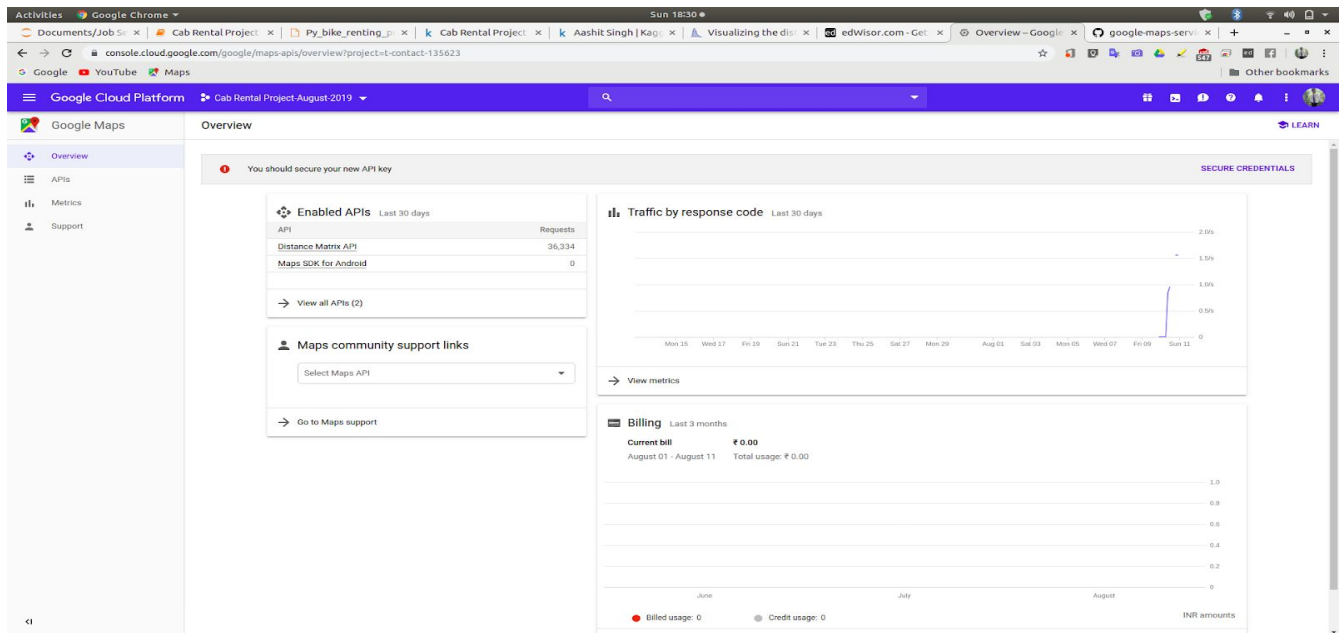 Activities Google Chrome Sun 18:30
Documents/Job Se Cab Rental Project Py_bike_renting_p Cab Rental Project Aashit Singh | Kagg Visualizing the dis edWisor.com - Get Overview – Google google-maps-servi
console.cloud.google.com/google/maps-apis/overview?project=t-contact-135623
Google YouTube Maps Other bookmarks
Google Cloud Platform Cab Rental Project-August-2019
Google Maps Overview LEARN
Overview
APIs
Metrics
Support
You should secure your new API key SECURE CREDENTIALS
Enabled APIs Last 30 days
API Requests
Distance Matrix API 36,334
Maps SDK for Android 0
View all APIs (2)
Maps community support links
Select Maps API
Go to Maps support
Traffic by response code Last 30 days
2.0/s
1.5/s
1.0/s
0.5/s
0
Mon 15 Wed 17 Fri 19 Sun 21 Tue 23 Thu 25 Sat 27 Mon 29 Aug 01 Sat 03 Mon 05 Wed 07 Fri 09 Sun 11
View metrics
Billing Last 3 months
Current bill ₹ 0.00
August 01 - August 11 Total usage: ₹ 0.00
1.0
0.8
0.6
0.4
0.2
0
June July August
Billed usage: 0 Credit usage: 0 INR amounts